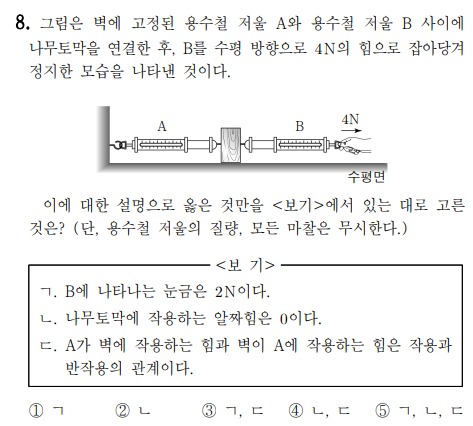 8. 그림은 벽에 고정된 용수철 저울 A와 용수철 저울 B 사이에
나무토막을 연결한 후, B를 수평 방향으로 4N의 힘으로 잡아당겨
정지한 모습을 나타낸 것이다.
A
B
4N
수평면
이에 대한 설명으로 옳은 것만을 <보기>에서 있는 대로 고른
것은? (단, 용수철 저울의 질량, 모든 마찰은 무시한다.)
<보 기>
ㄱ. B에 나타나는 눈금은 2N이다.
ㄴ. 나무토막에 작용하는 알짜힘은 0이다.
ㄷ. A가 벽에 작용하는 힘과 벽이 A에 작용하는 힘은 작용과
반작용의 관계이다.
① ㄱ ② ㄴ ③ ㄱ, ㄷ ④ ㄴ, ㄷ ⑤ ㄱ, ㄴ, ㄷ